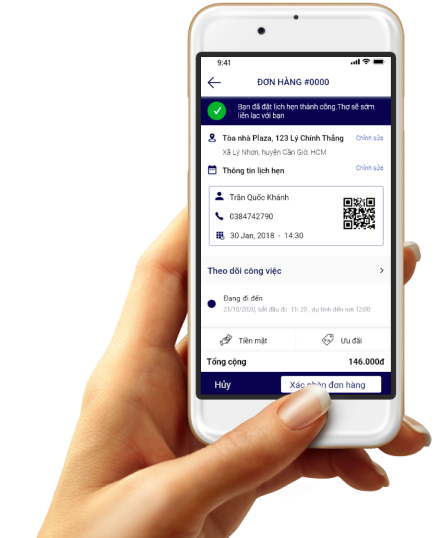 9:41
ĐƠN HÀNG #0000
Bạn đã đặt lịch hẹn thành công.Thợ sẽ sớm
liên lạc với bạn
Tòa nhà Plaza, 123 Lý Chính Thắng Chỉnh sửa
Xã Lý Nhơn, huyện Cần Giờ, HCM
Thông tin lịch hẹn Chỉnh sửa
Trần Quốc Khánh
0384742790
30 Jan, 2018 - 14:30
Theo dõi công việc
Đang đi đến
21/10/2020, bắt đầu đi: 11: 20 , dự tính đến nơi 12:00
Tiền mặt Ưu đãi
Tổng cộng 146.000đ
Hủy Xác nhận đơn hàng